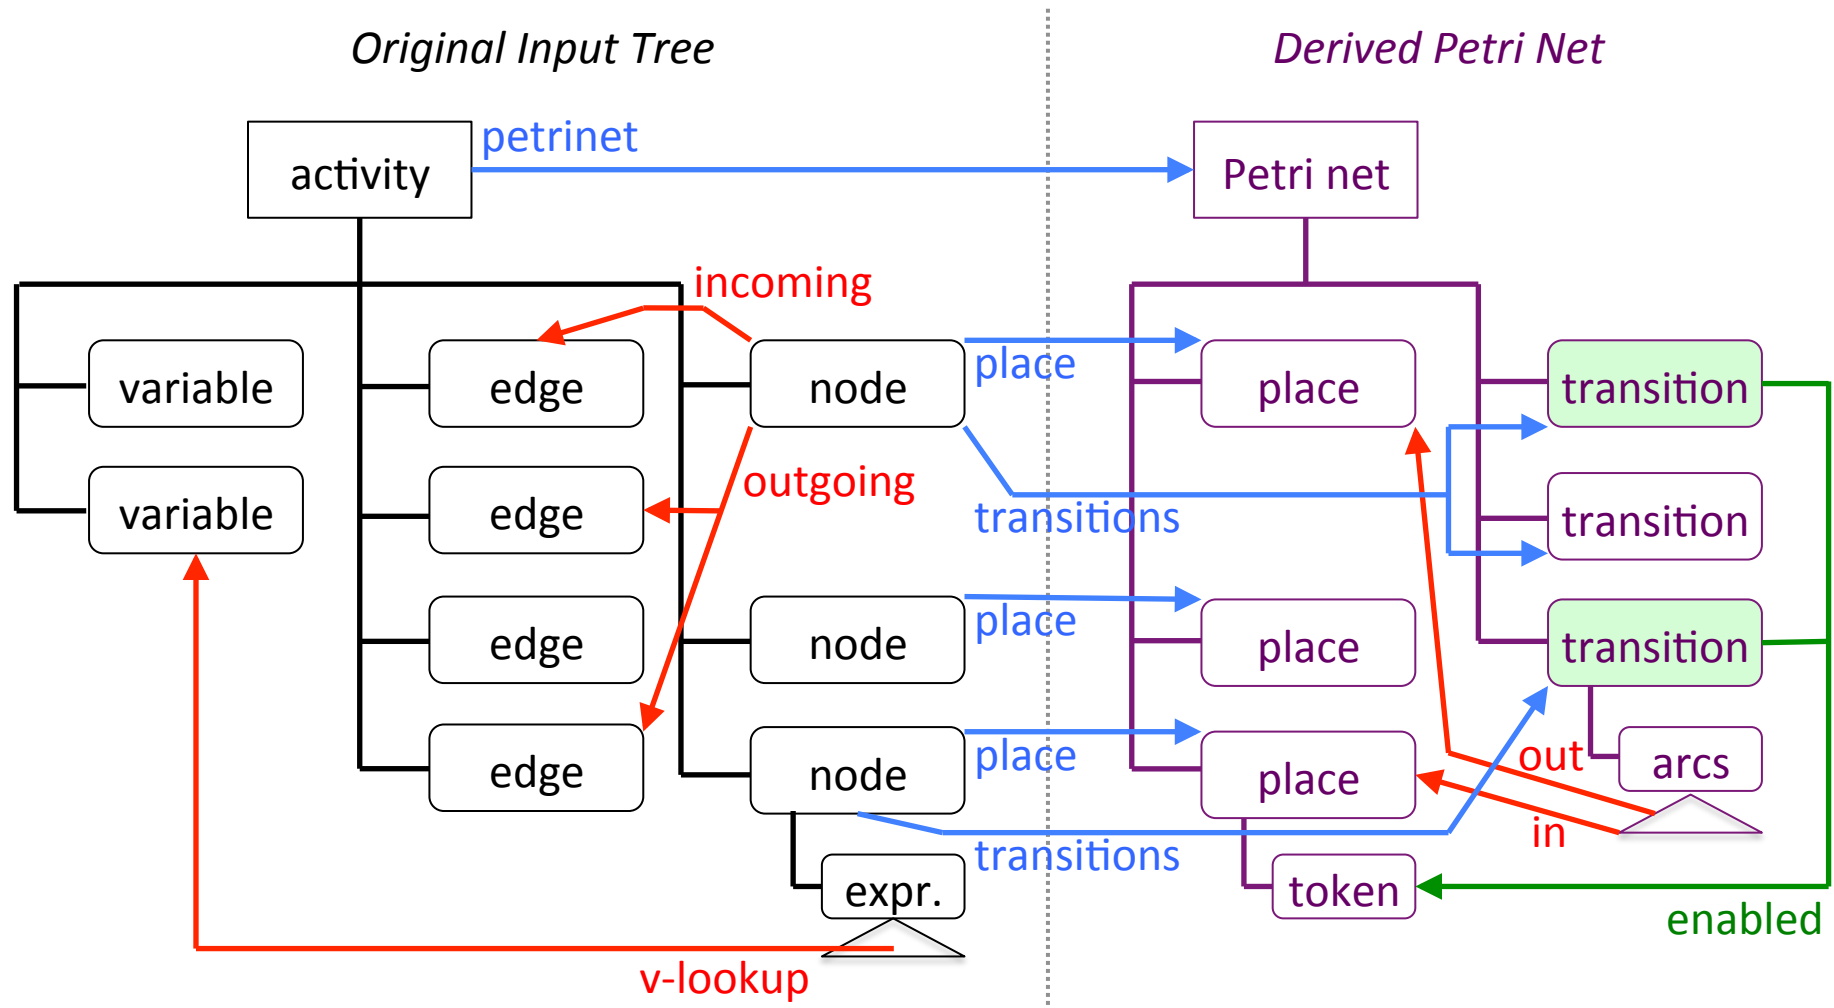 Original Input Tree
Derived Petri Net
activity
petrinet
Petri net
incoming
variable
edge
node
place
place
transition
variable
edge
outgoing
transitions
transition
edge
node
place
place
transition
edge
node
place
place
out
arcs
in
transitions
expr.
token
enabled
v-lookup